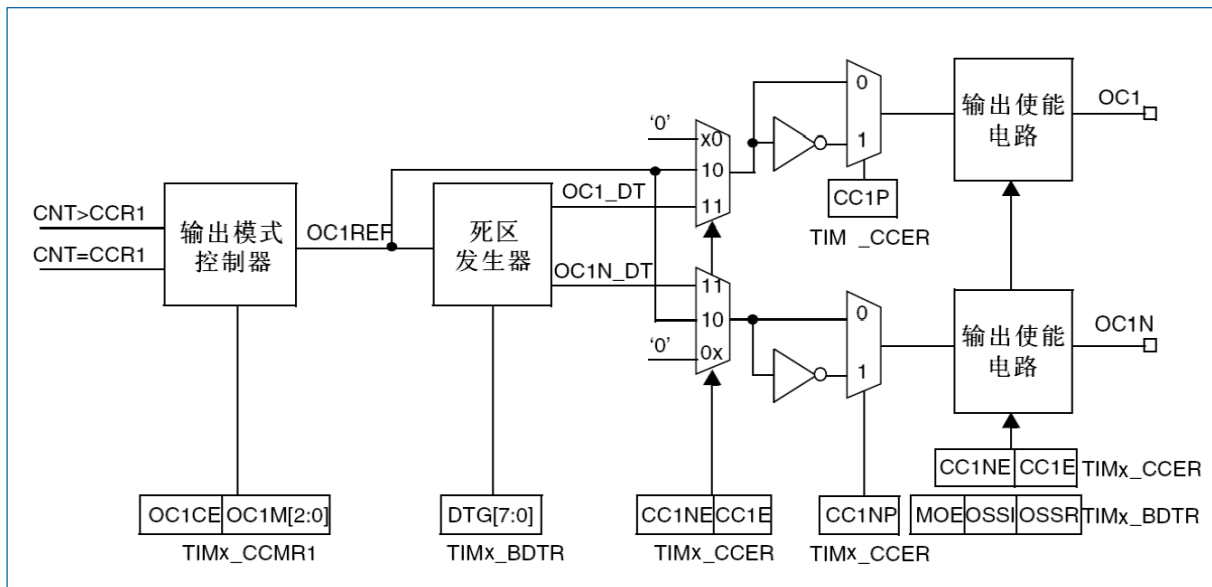 CNT>CCR1
CNT=CCR1
输出模式
控制器
OC1REF
死区
发生器
OC1_DT
OC1N_DT
'0'
x0
10
11
11
10
0x
'0'
0
1
CC1P
TIM _CCER
0
1
输出使能
电路
OC1
输出使能
电路
OC1N
OC1CE OC1M[2:0]
TIMx_CCMR1
DTG[7:0]
TIMx_BDTR
CC1NE CC1E
TIMx_CCER
CC1NP
TIMx_CCER
CC1NE CC1E TIMx_CCER
MOE OSSI OSSR TIMx_BDTR